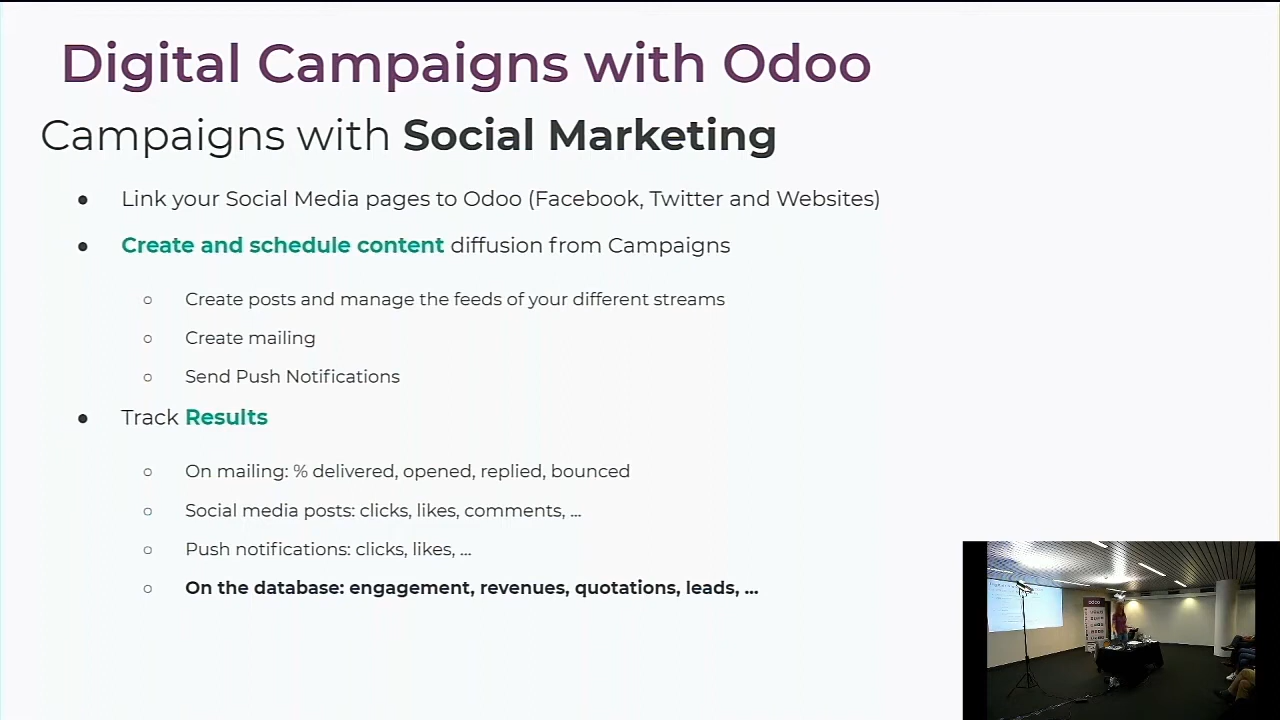 Digital Campaigns with Odoo
Campaigns with Social Marketing
● Link your Social Media pages to Odoo (Facebook, Twitter and Websites)
● Create and schedule content diffusion from Campaigns
○ Create posts and manage the feeds of your different streams
○ Create mailing
○ Send Push Notifications
● Track Results
○ On mailing: % delivered, opened, replied, bounced
○ Social media posts: clicks, likes, comments, ...
○ Push notifications: clicks, likes, ...
○ On the database: engagement, revenues, quotations, leads, ...
odoo